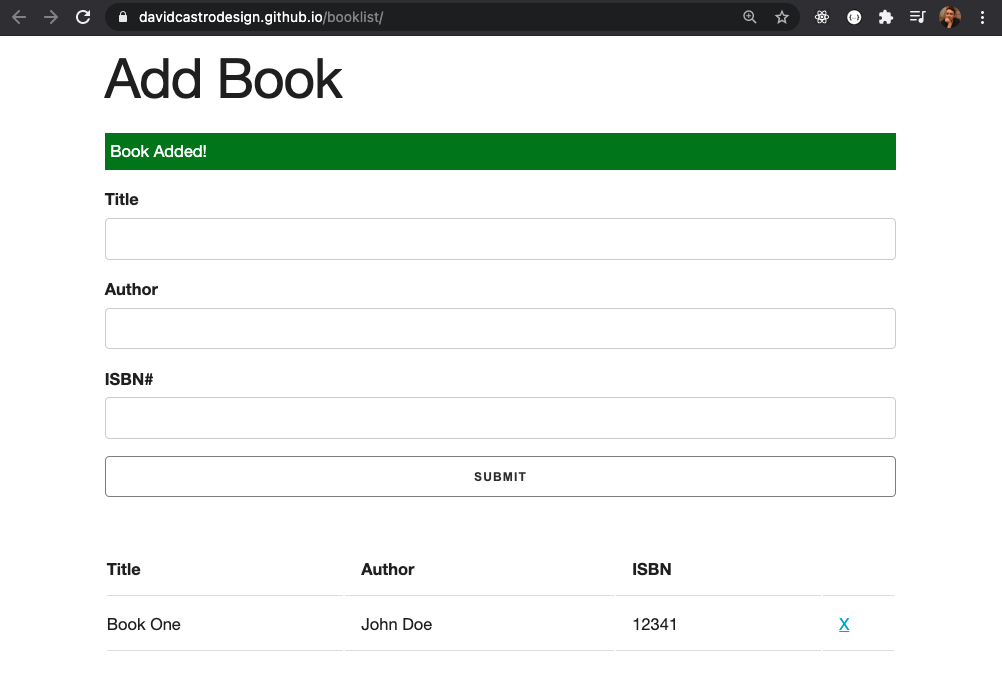 davidcastrodesign.github.io/booklist/
Add Book
Book Added!
Title
Author
ISBN#
SUBMIT
Title Author ISBN
Book One John Doe 12341 X